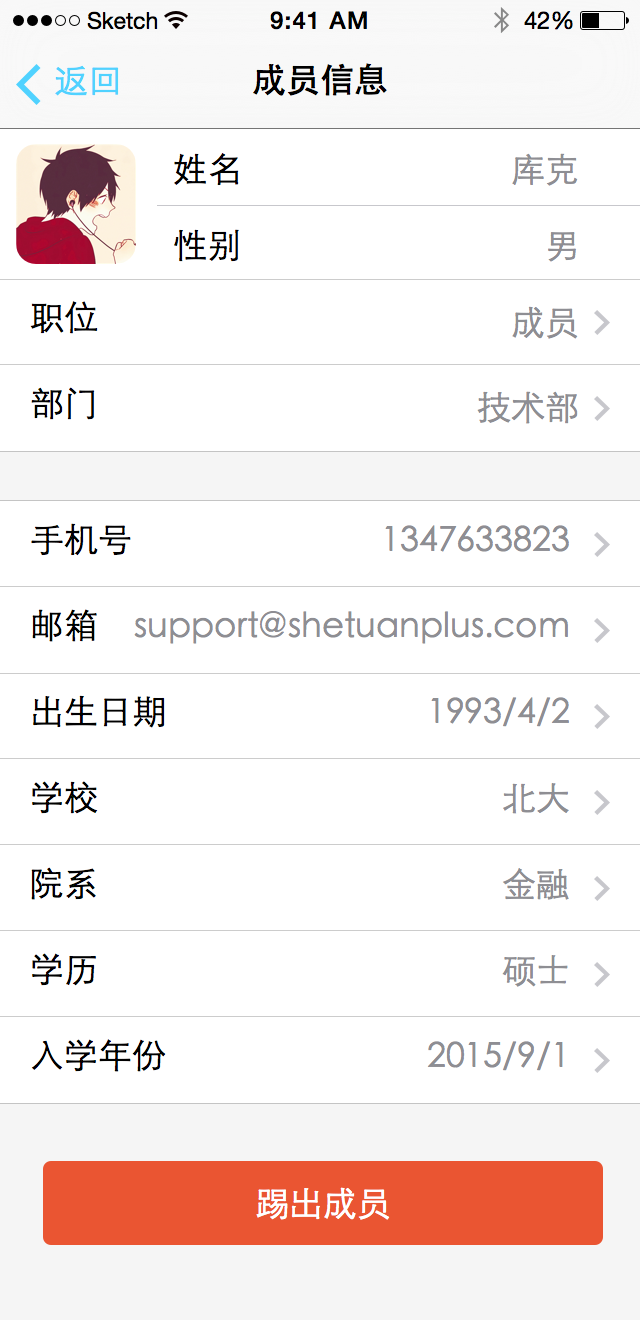 Sketch 9:41 AM 42%
返回 成员信息
姓名 库克
性别 男
职位 成员
部门 技术部
手机号 1347633823
邮箱 support@shetuanplus.com
出生日期 1993/4/2
学校 北大
院系 金融
学历 硕士
入学年份 2015/9/1
踢出成员